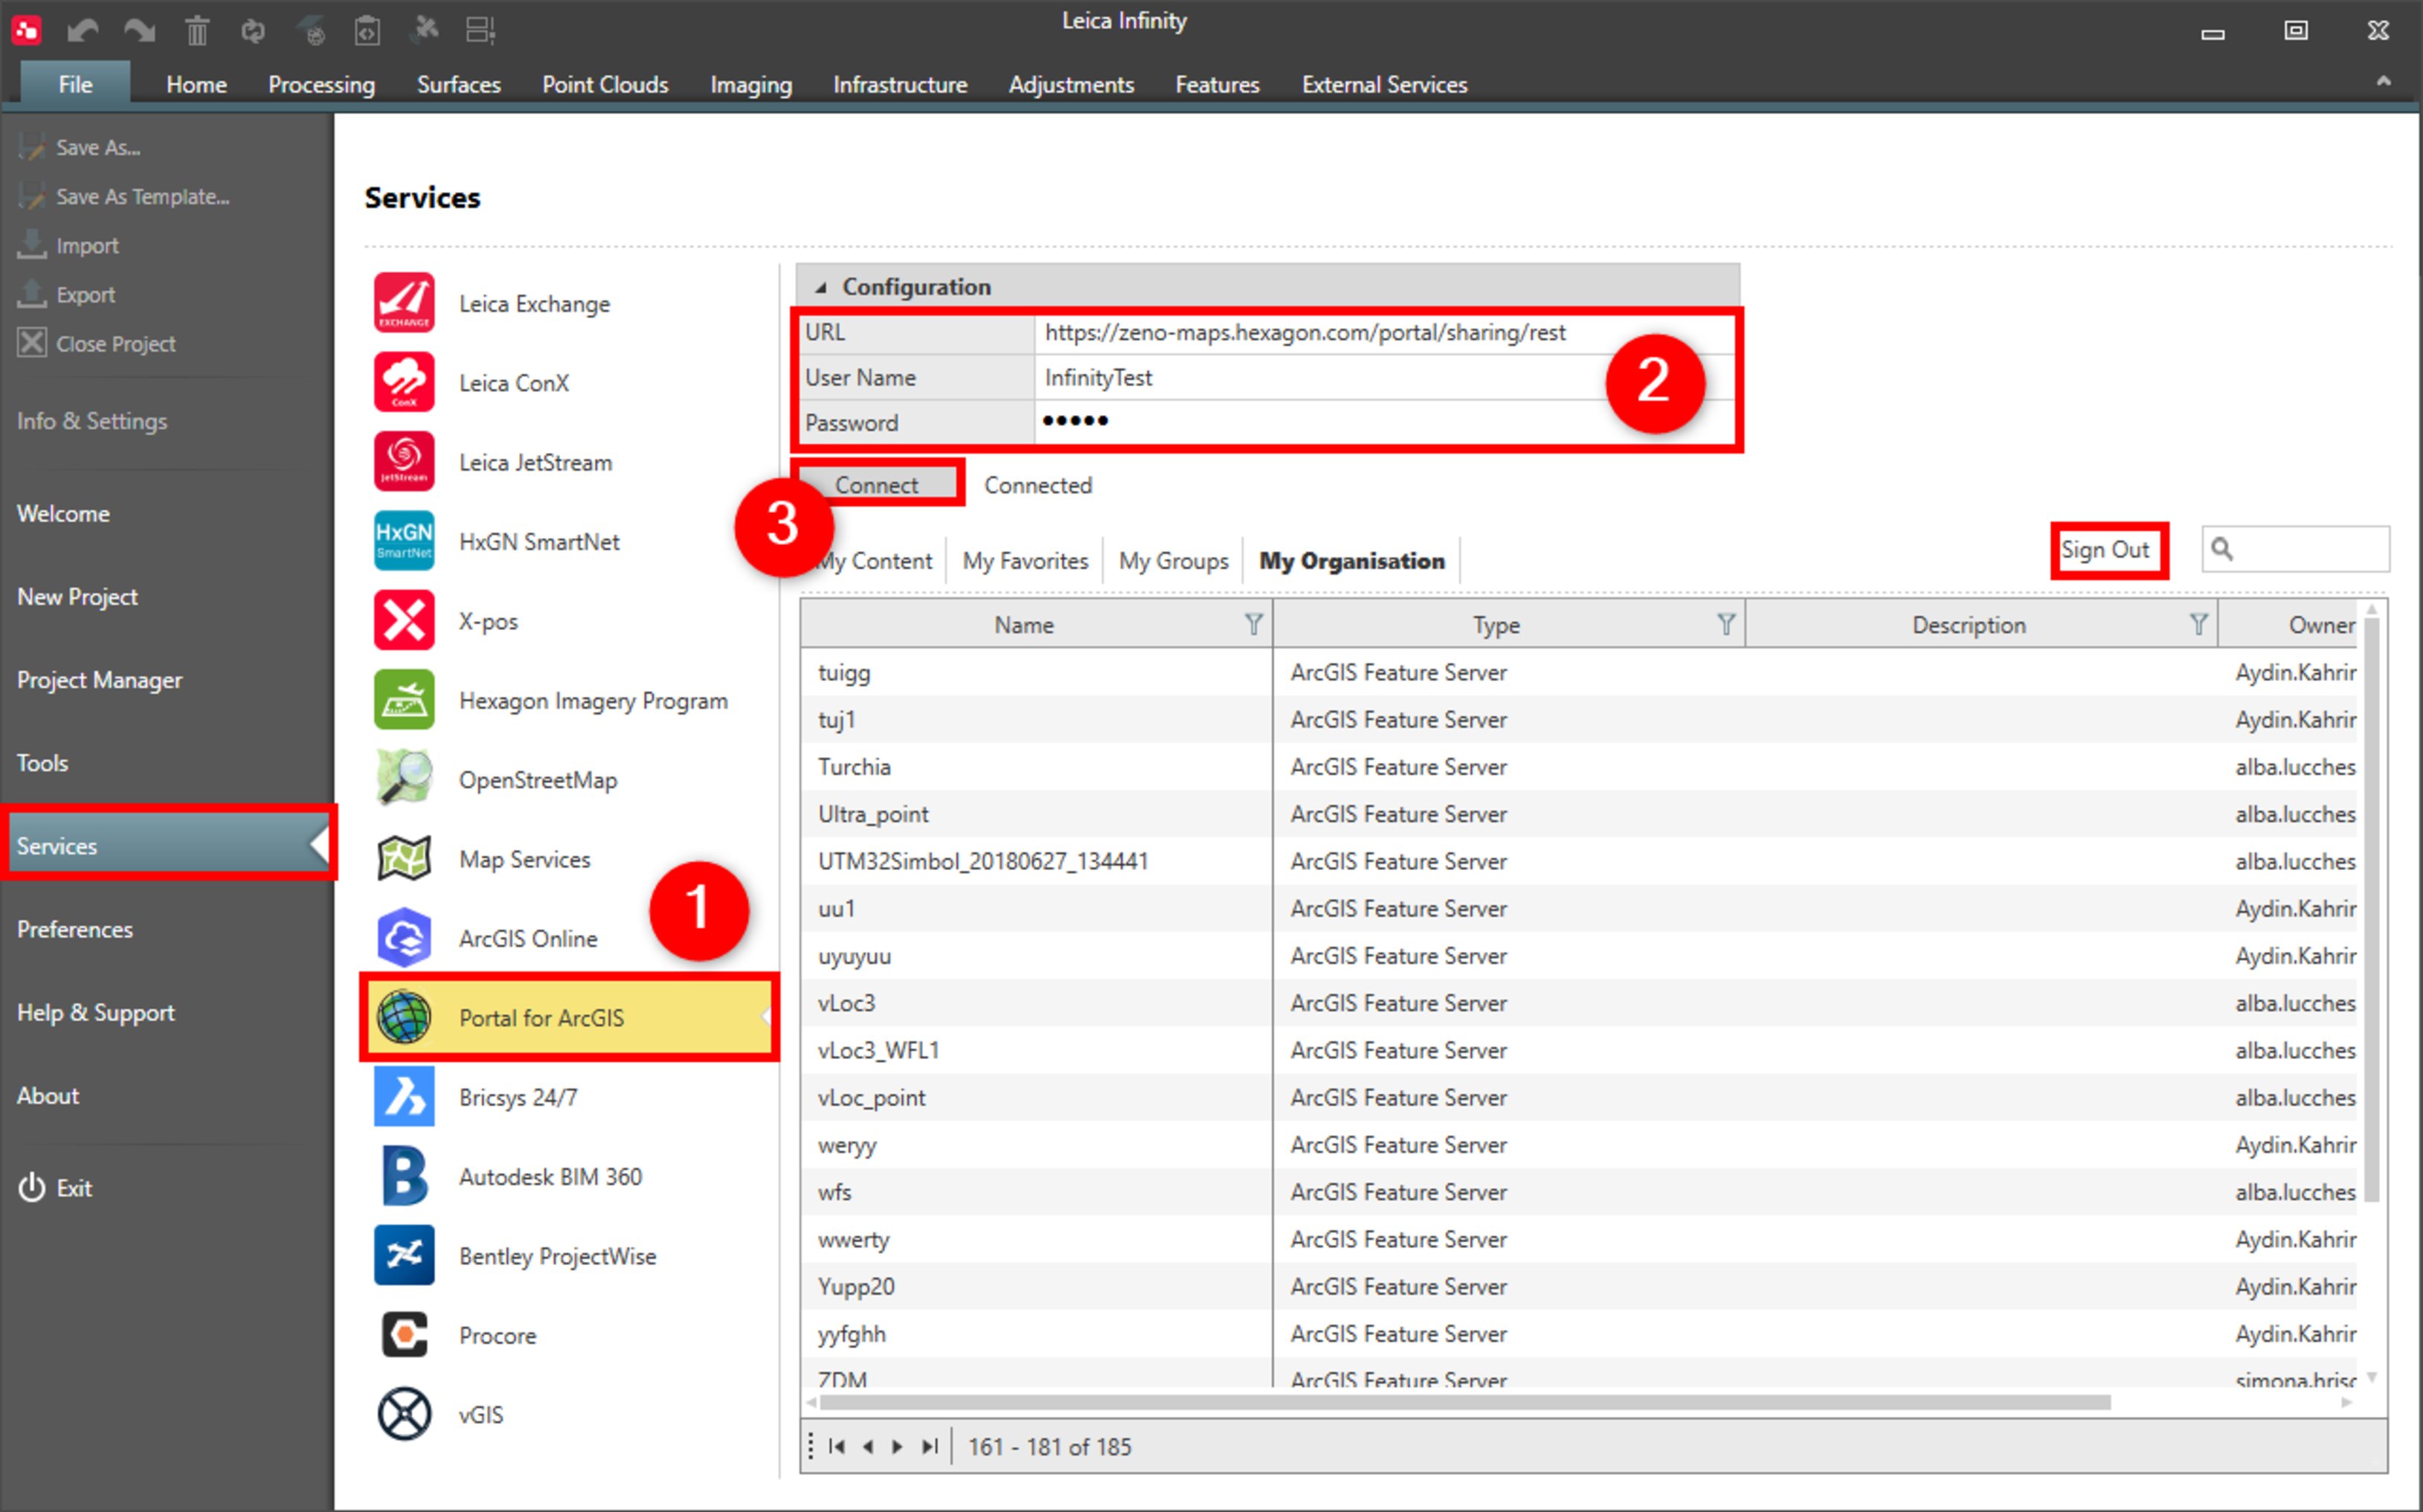 Leica Infinity
File Home Processing Surfaces Point Clouds Imaging Infrastructure Adjustments Features External Services
Save As...
Save As Template...
Import
Export
Close Project
Info & Settings
Welcome
New Project
Project Manager
Tools
Services
Preferences
Help & Support
About
Exit
Services
EXCHANGE
Leica Exchange
ConX
Leica ConX
JetStream
Leica JetStream
HxGN
SmartNet
HxGN SmartNet
X-pos
Hexagon Imagery Program
OpenStreetMap
Map Services
1
ArcGIS Online
Portal for ArcGIS
Bricsys 24/7
B
Autodesk BIM 360
Bentley ProjectWise
Procore
vGIS
Configuration
URL https://zeno-maps.hexagon.com/portal/sharing/rest
User Name InfinityTest
Password •••••
2
Connect Connected
3
My Content My Favorites My Groups My Organisation Sign Out
Name Type Description Owner
tuigg ArcGIS Feature Server Aydin.Kahrir
tuj1 ArcGIS Feature Server Aydin.Kahrir
Turchia ArcGIS Feature Server alba.lucches
Ultra_point ArcGIS Feature Server alba.lucches
UTM32Simbol_20180627_134441 ArcGIS Feature Server alba.lucches
uu1 ArcGIS Feature Server Aydin.Kahrir
uyuyuu ArcGIS Feature Server Aydin.Kahrir
vLoc3 ArcGIS Feature Server alba.lucches
vLoc3_WFL1 ArcGIS Feature Server alba.lucches
vLoc_point ArcGIS Feature Server alba.lucches
weryy ArcGIS Feature Server Aydin.Kahrir
wfs ArcGIS Feature Server alba.lucches
wwerty ArcGIS Feature Server Aydin.Kahrir
Yupp20 ArcGIS Feature Server Aydin.Kahrir
yyfghh ArcGIS Feature Server Aydin.Kahrir
ZDM ArcGIS Feature Server simona.hrisc
161 - 181 of 185